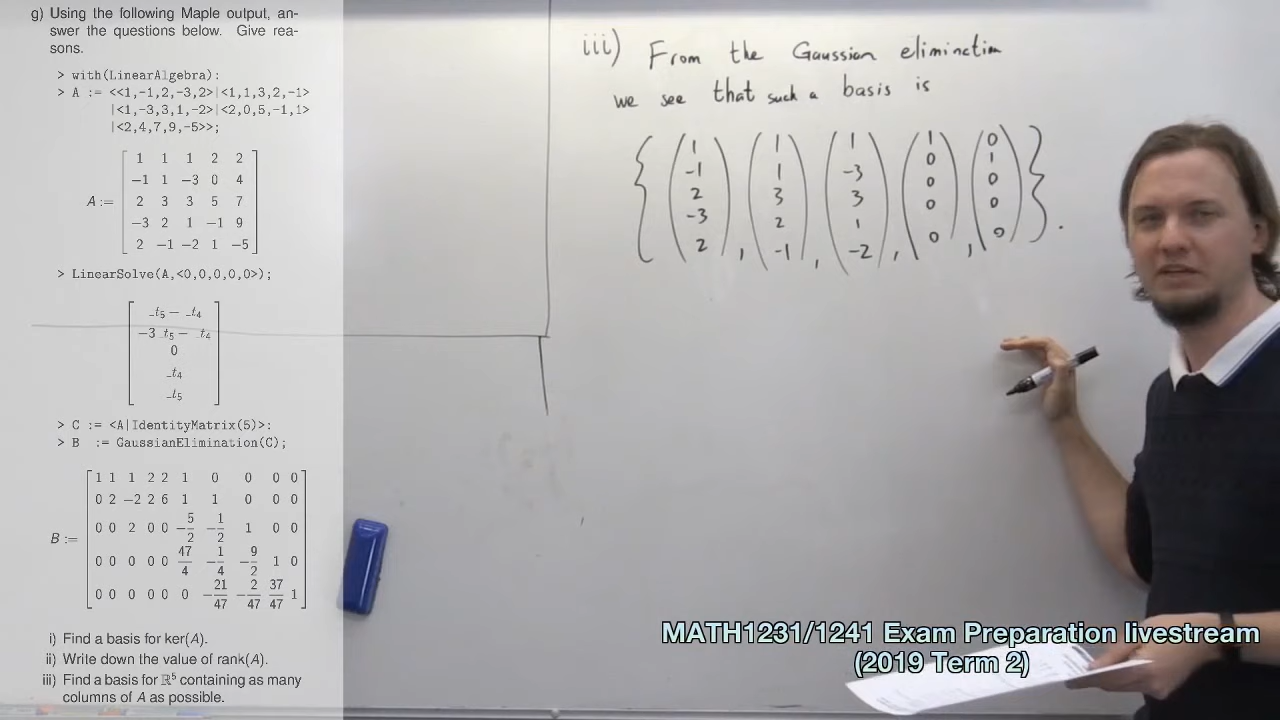 g) Using the following Maple output, an-
swer the questions below. Give rea-
sons.
> with(LinearAlgebra):
> A := <<1,-1,2,-3,2>|<1,1,3,2,-1>
|<1,-3,3,1,-2>|<2,0,5,-1,1>
|<2,4,7,9,-5>>;
1 1 1 2 2
−1 1 −3 0 4
A := 2 3 3 5 7
−3 2 1 −1 9
2 −1 −2 1 −5
> LinearSolve(A,<0,0,0,0,0>);
_t5 − _t4
−3 _t5 − _t4
0
_t4
_t5
> C := <A|IdentityMatrix(5)>:
> B := GaussianElimination(C);
1 1 1 2 2 1 0 0 0 0
0 2 −2 2 6 1 1 0 0 0
B := 0 0 2 0 0 −5/2 −1/2 1 0 0
0 0 0 0 0 47/4 −1/4 −9/2 1 0
0 0 0 0 0 0 −21/47 −2/47 37/47 1
i) Find a basis for ker(A).
ii) Write down the value of rank(A).
iii) Find a basis for ℝ⁵ containing as many
columns of A as possible.
iii) From the Gaussian elimination
we see that such a basis is
{ ( 1 -1 2 -3 2 ) , ( 1 1 3 2 -1 ) , ( 1 -3 3 1 -2 ) , ( 1 0 0 0 0 ) , ( 0 1 0 0 0 ) } .
MATH1231/1241 Exam Preparation livestream
(2019 Term 2)